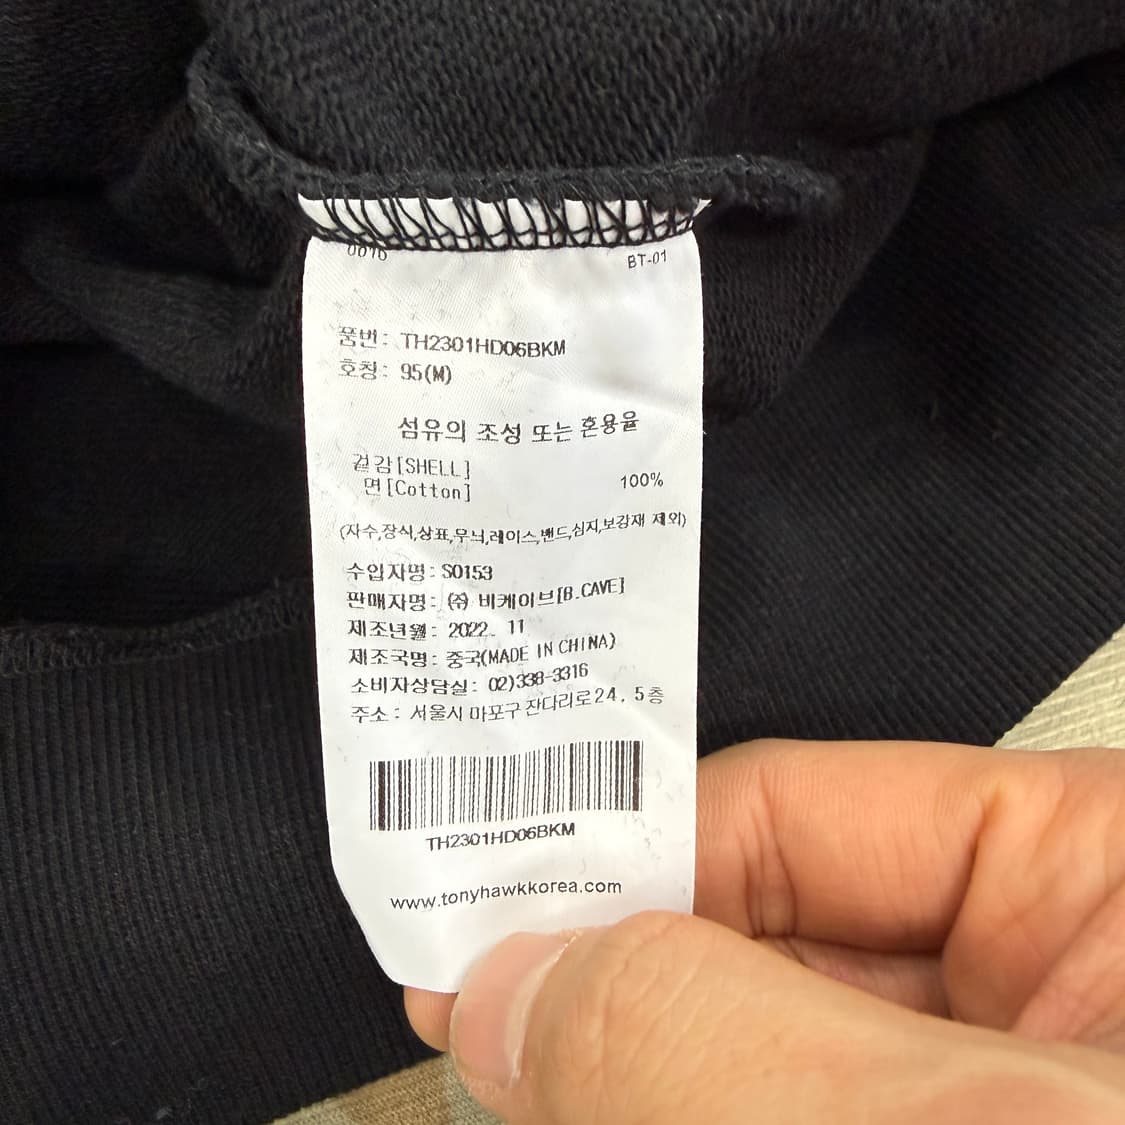 0010 BT-01
품번: TH2301HD06BKM
호칭: 95(M)
섬유의 조성 또는 혼용율
겉감[SHELL]
면[Cotton] 100%
(자수,장식,상표,무늬,레이스,밴드,심지,보강재 제외)
수입자명: S0153
판매자명: ㈜ 비케이브[B.CAVE]
제조년월: 2022. 11
제조국명: 중국(MADE IN CHINA)
소비자상담실: 02)338-3316
주소: 서울시 마포구 잔다리로24, 5층
TH2301HD06BKM
www.tonyhawkkorea.com